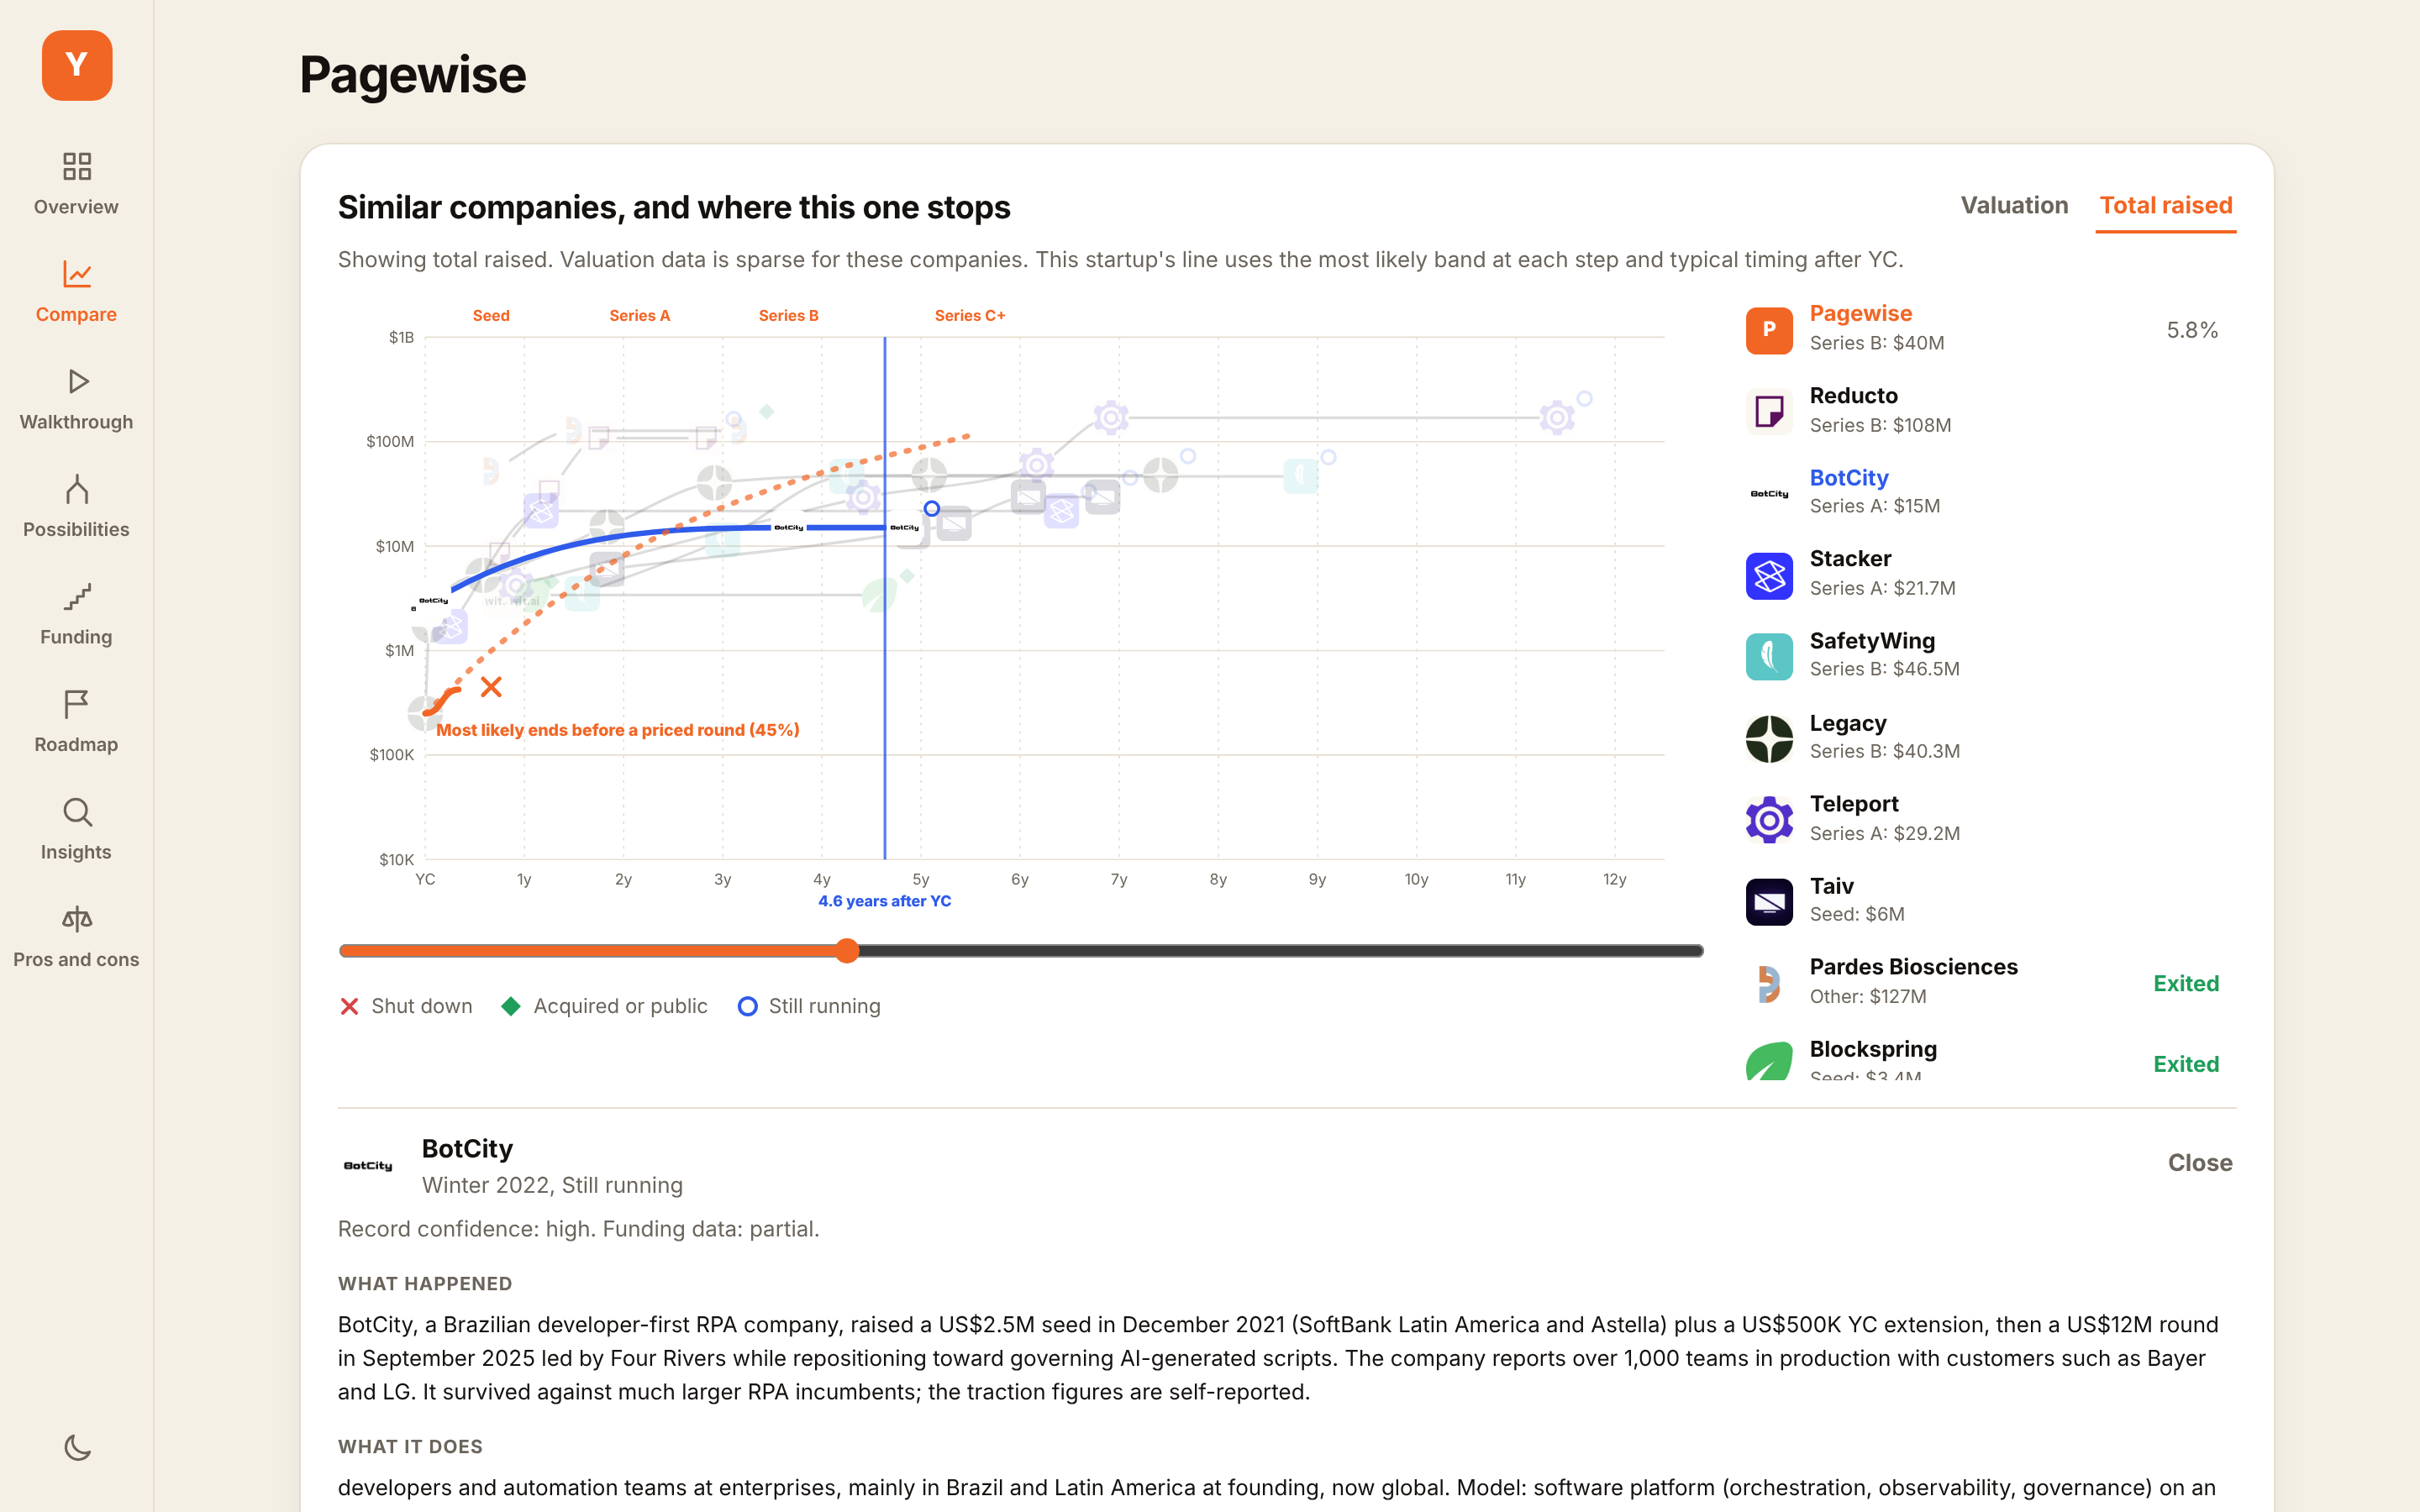 Y
Overview
Compare
Walkthrough
Possibilities
Funding
Roadmap
Insights
Pros and cons
Pagewise
Similar companies, and where this one stops
Valuation
Total raised
Showing total raised. Valuation data is sparse for these companies. This startup's line uses the most likely band at each step and typical timing after YC.
Seed
Series A
Series B
Series C+
$1B
$100M
$10M
$1M
$100K
$10K
BotCity
BotCity
BotCity
wit.
wit.ai
Most likely ends before a priced round (45%)
YC
1y
2y
3y
4y
5y
6y
7y
8y
9y
10y
11y
12y
4.6 years after YC
Shut down
Acquired or public
Still running
P
Pagewise
Series B: $40M
5.8%
Reducto
Series B: $108M
BotCity
BotCity
Series A: $15M
Stacker
Series A: $21.7M
SafetyWing
Series B: $46.5M
Legacy
Series B: $40.3M
Teleport
Series A: $29.2M
Taiv
Seed: $6M
Pardes Biosciences
Other: $127M
Exited
Blockspring
Seed: $3.4M
Exited
BotCity
BotCity
Winter 2022, Still running
Close
Record confidence: high. Funding data: partial.
WHAT HAPPENED
BotCity, a Brazilian developer-first RPA company, raised a US$2.5M seed in December 2021 (SoftBank Latin America and Astella) plus a US$500K YC extension, then a US$12M round
in September 2025 led by Four Rivers while repositioning toward governing AI-generated scripts. The company reports over 1,000 teams in production with customers such as Bayer
and LG. It survived against much larger RPA incumbents; the traction figures are self-reported.
WHAT IT DOES
developers and automation teams at enterprises, mainly in Brazil and Latin America at founding, now global. Model: software platform (orchestration, observability, governance) on an